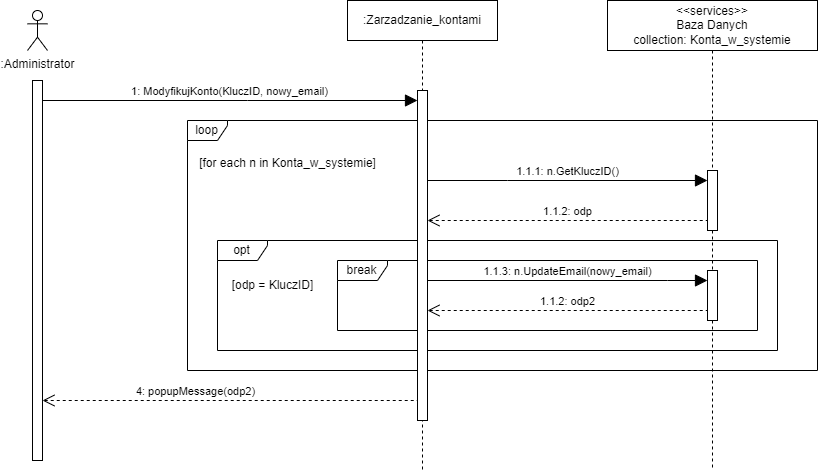 :Administrator
:Zarzadzanie_kontami
<<services>>
Baza Danych
collection: Konta_w_systemie
1: ModyfikujKonto(KluczID, nowy_email)
loop
[for each n in Konta_w_systemie]
1.1.1: n.GetKluczID()
1.1.2: odp
opt
[odp = KluczID]
break
1.1.3: n.UpdateEmail(nowy_email)
1.1.2: odp2
4: popupMessage(odp2)